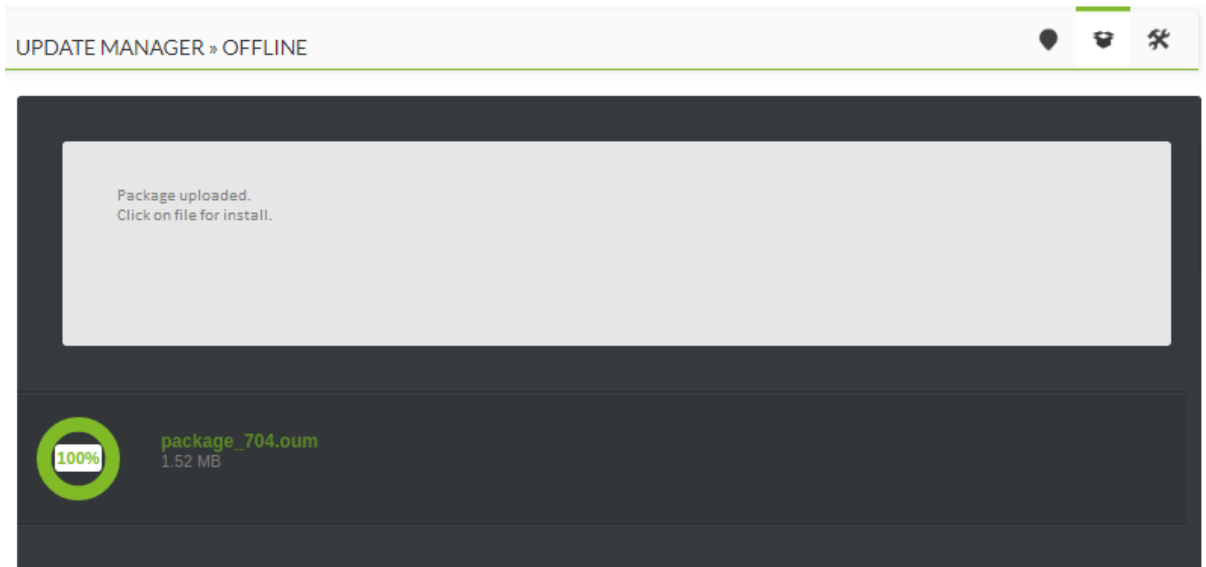 UPDATE MANAGER » OFFLINE
Package uploaded.
Click on file for install.
100%
package_704.oum
1.52 MB